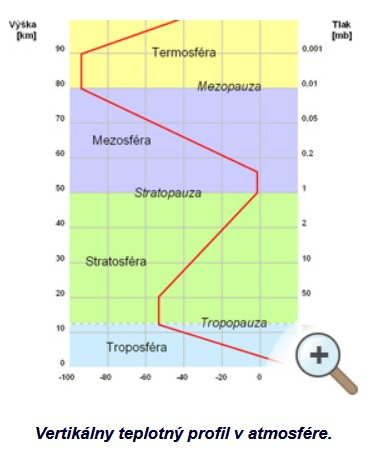 Výška
[km]
Tlak
[mb]
90
Termosféra
0,001
80
Mezopauza
0,01
70
Mezosféra
0,05
60
0,2
50
Stratopauza
1
40
2
30
Stratosféra
10
20
50
Tropopauza
10
Troposféra
0
-100 -80 -60 -40 -20 0
Vertikálny teplotný profil v atmosfére.